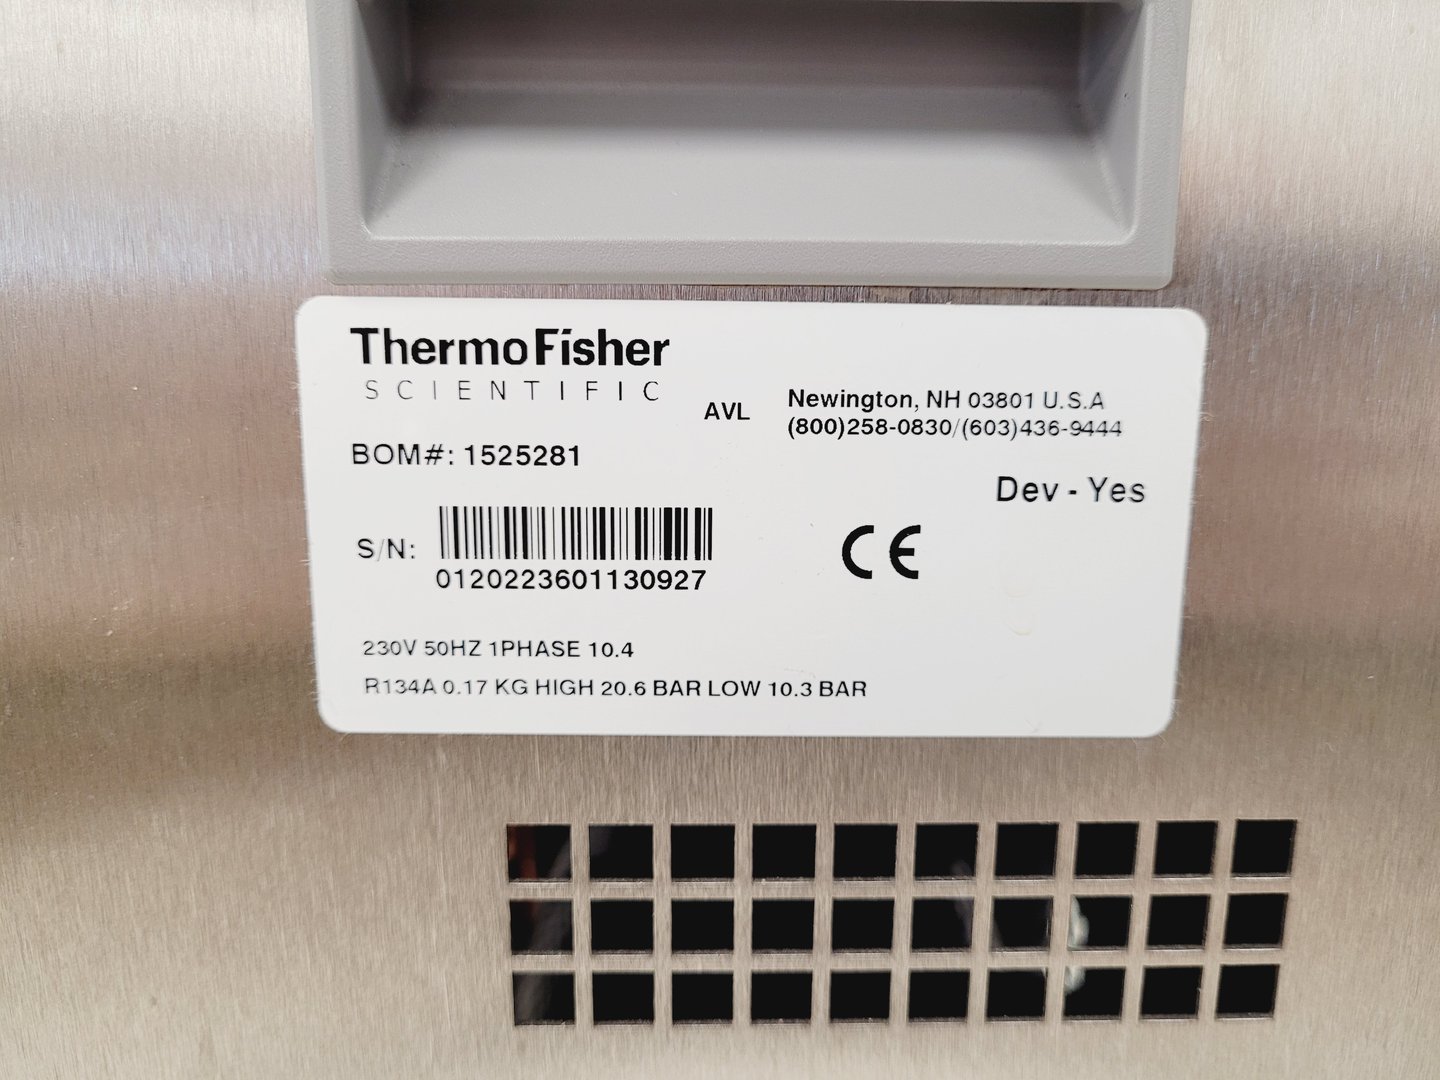 ThermoFisher
SCIENTIFIC
AVL
Newington, NH 03801 U.S.A
(800)258-0830/(603)436-9444
BOM#: 1525281
Dev - Yes
S/N:
0120223601130927
CE
230V 50HZ 1PHASE 10.4
R134A 0.17 KG HIGH 20.6 BAR LOW 10.3 BAR